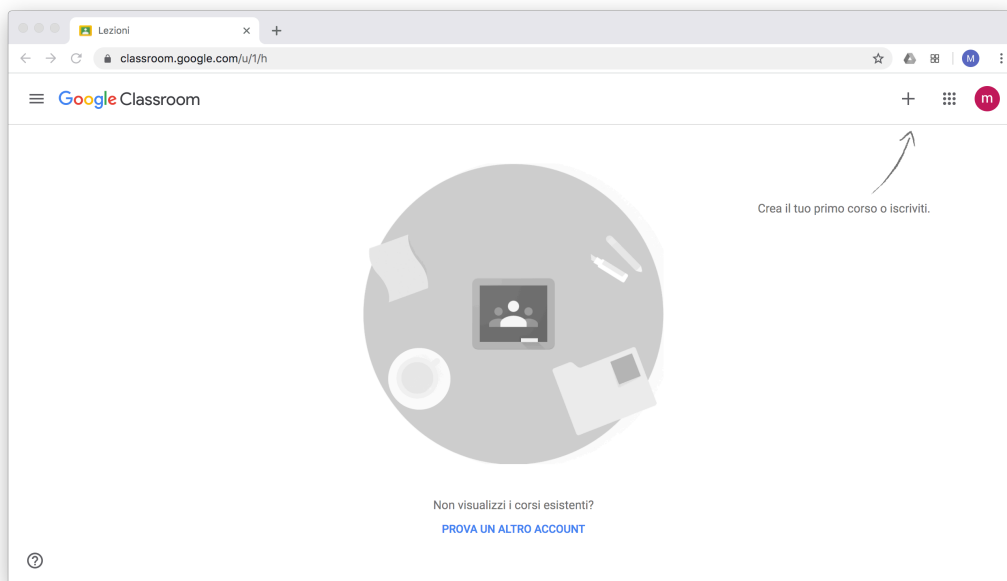 Lezioni
classroom.google.com/u/1/h
M
Google Classroom
m
Crea il tuo primo corso o iscriviti.
Non visualizzi i corsi esistenti?
PROVA UN ALTRO ACCOUNT